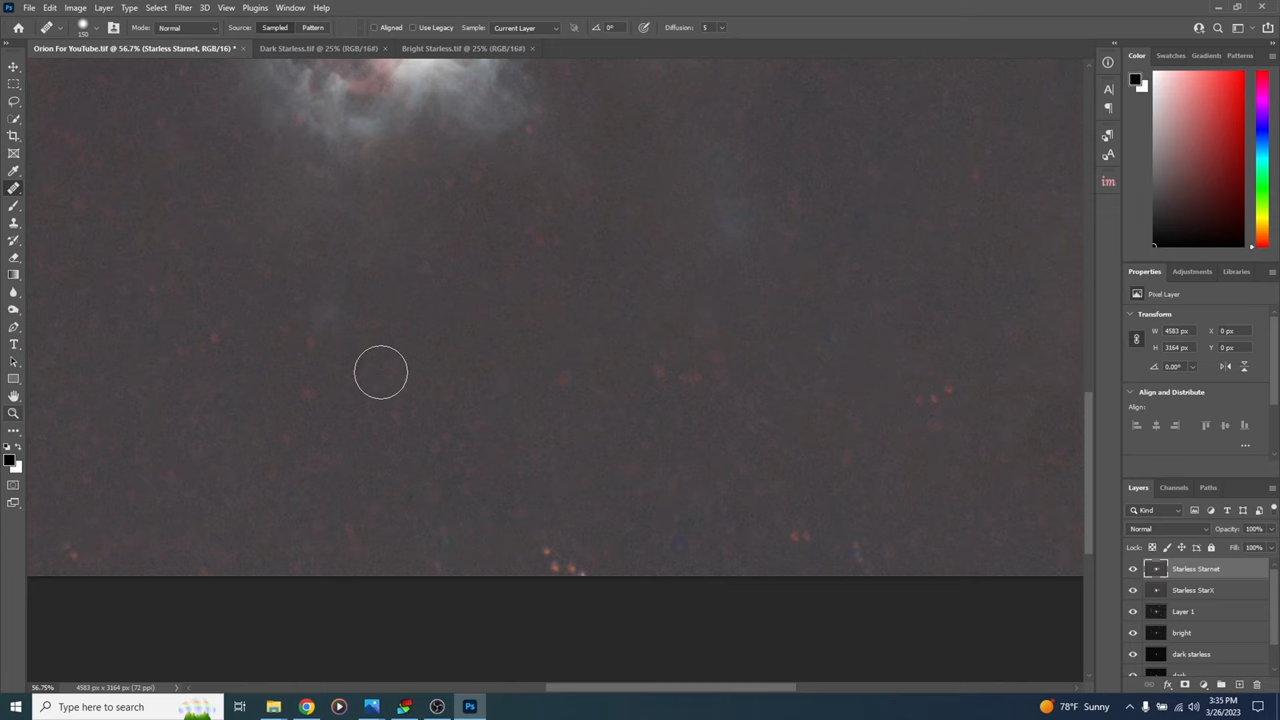 File Edit Image Layer Type Select Filter 3D View Plugins Window Help
150 Mode: Normal Source: Sampled Pattern Aligned Use Legacy Sample: Current Layer 0° Diffusion: 5
Orion For YouTube.tif @ 56.7% (Starless Starnet, RGB/16) * Dark Starless.tif @ 25% (RGB/16#) Bright Starless.tif @ 25% (RGB/16#)
Color Swatches Gradients Patterns
Properties Adjustments Libraries
Pixel Layer
Transform
W 4583 px X 0 px
H 3164 px Y 0 px
0.00°
Align and Distribute
Align:
Layers Channels Paths
Kind
Normal Opacity: 100%
Lock: Fill: 100%
Starless Starnet
Starless StarX
Layer 1
bright
dark starless
dark
56.75% 4583 px x 3164 px (72 ppi)
Type here to search
78°F Sunny
3:35 PM
3/26/2023